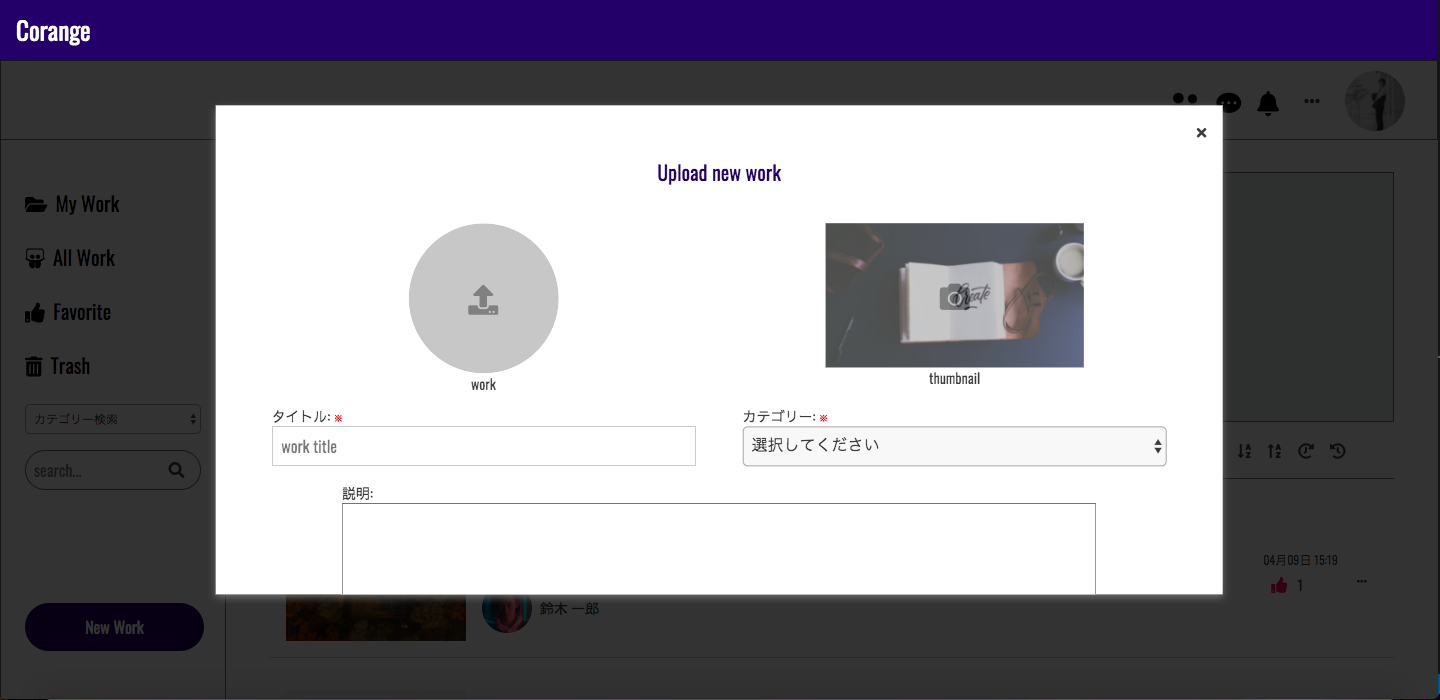 Corange
Upload new work
My Work
All Work
Favorite
Trash
カテゴリー検索
search...
New Work
Create
work
thumbnail
タイトル: ※
カテゴリー: ※
work title
選択してください
説明:
04月09日 15:19
1
鈴木 一郎